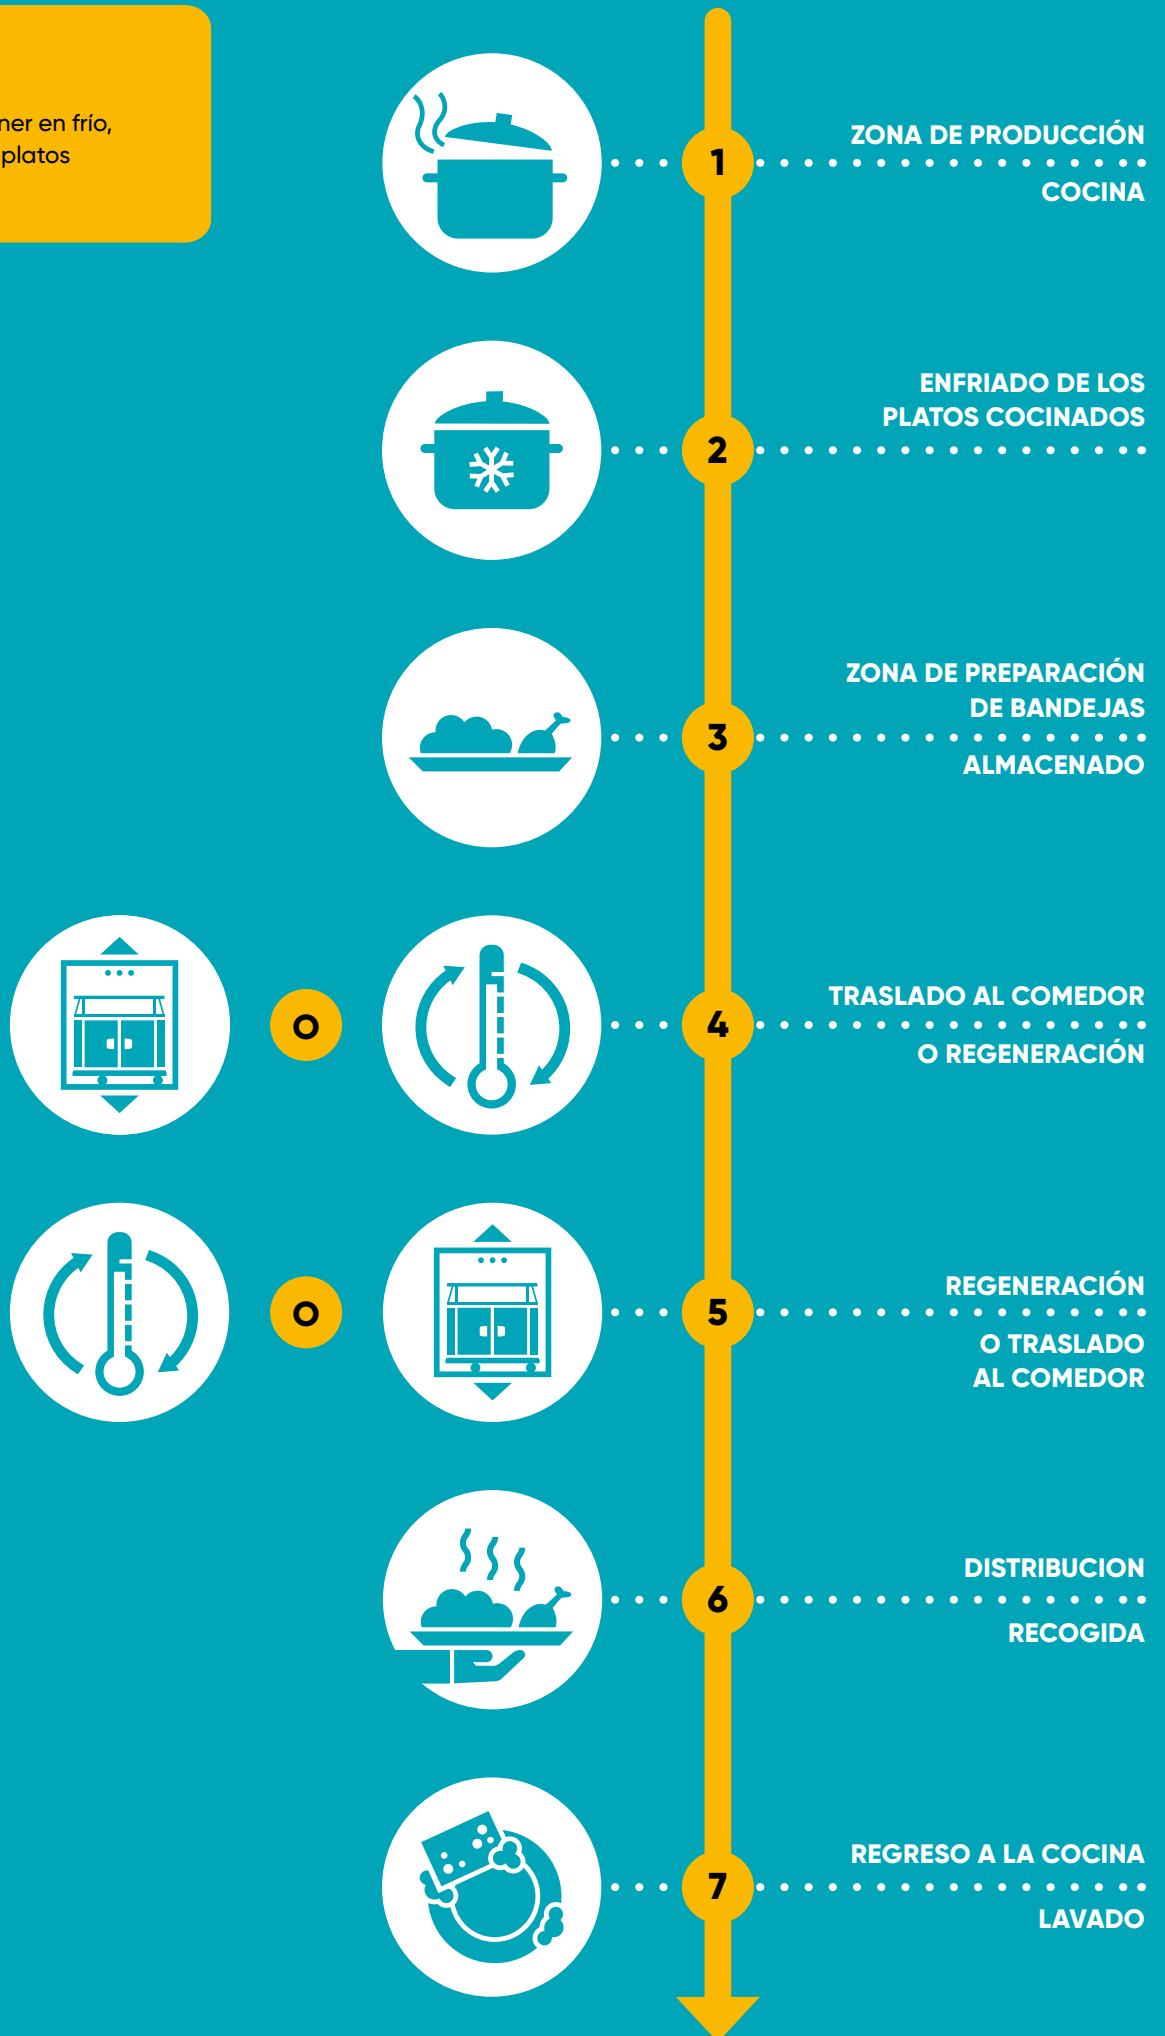 en frío,
platos
1
ZONA DE PRODUCCIÓN
COCINA
2
ENFRIADO DE LOS
PLATOS COCINADOS
3
ZONA DE PREPARACIÓN
DE BANDEJAS
ALMACENADO
O
4
TRASLADO AL COMEDOR
O REGENERACIÓN
O
5
REGENERACIÓN
O TRASLADO
AL COMEDOR
6
DISTRIBUCION
RECOGIDA
7
REGRESO A LA COCINA
LAVADO